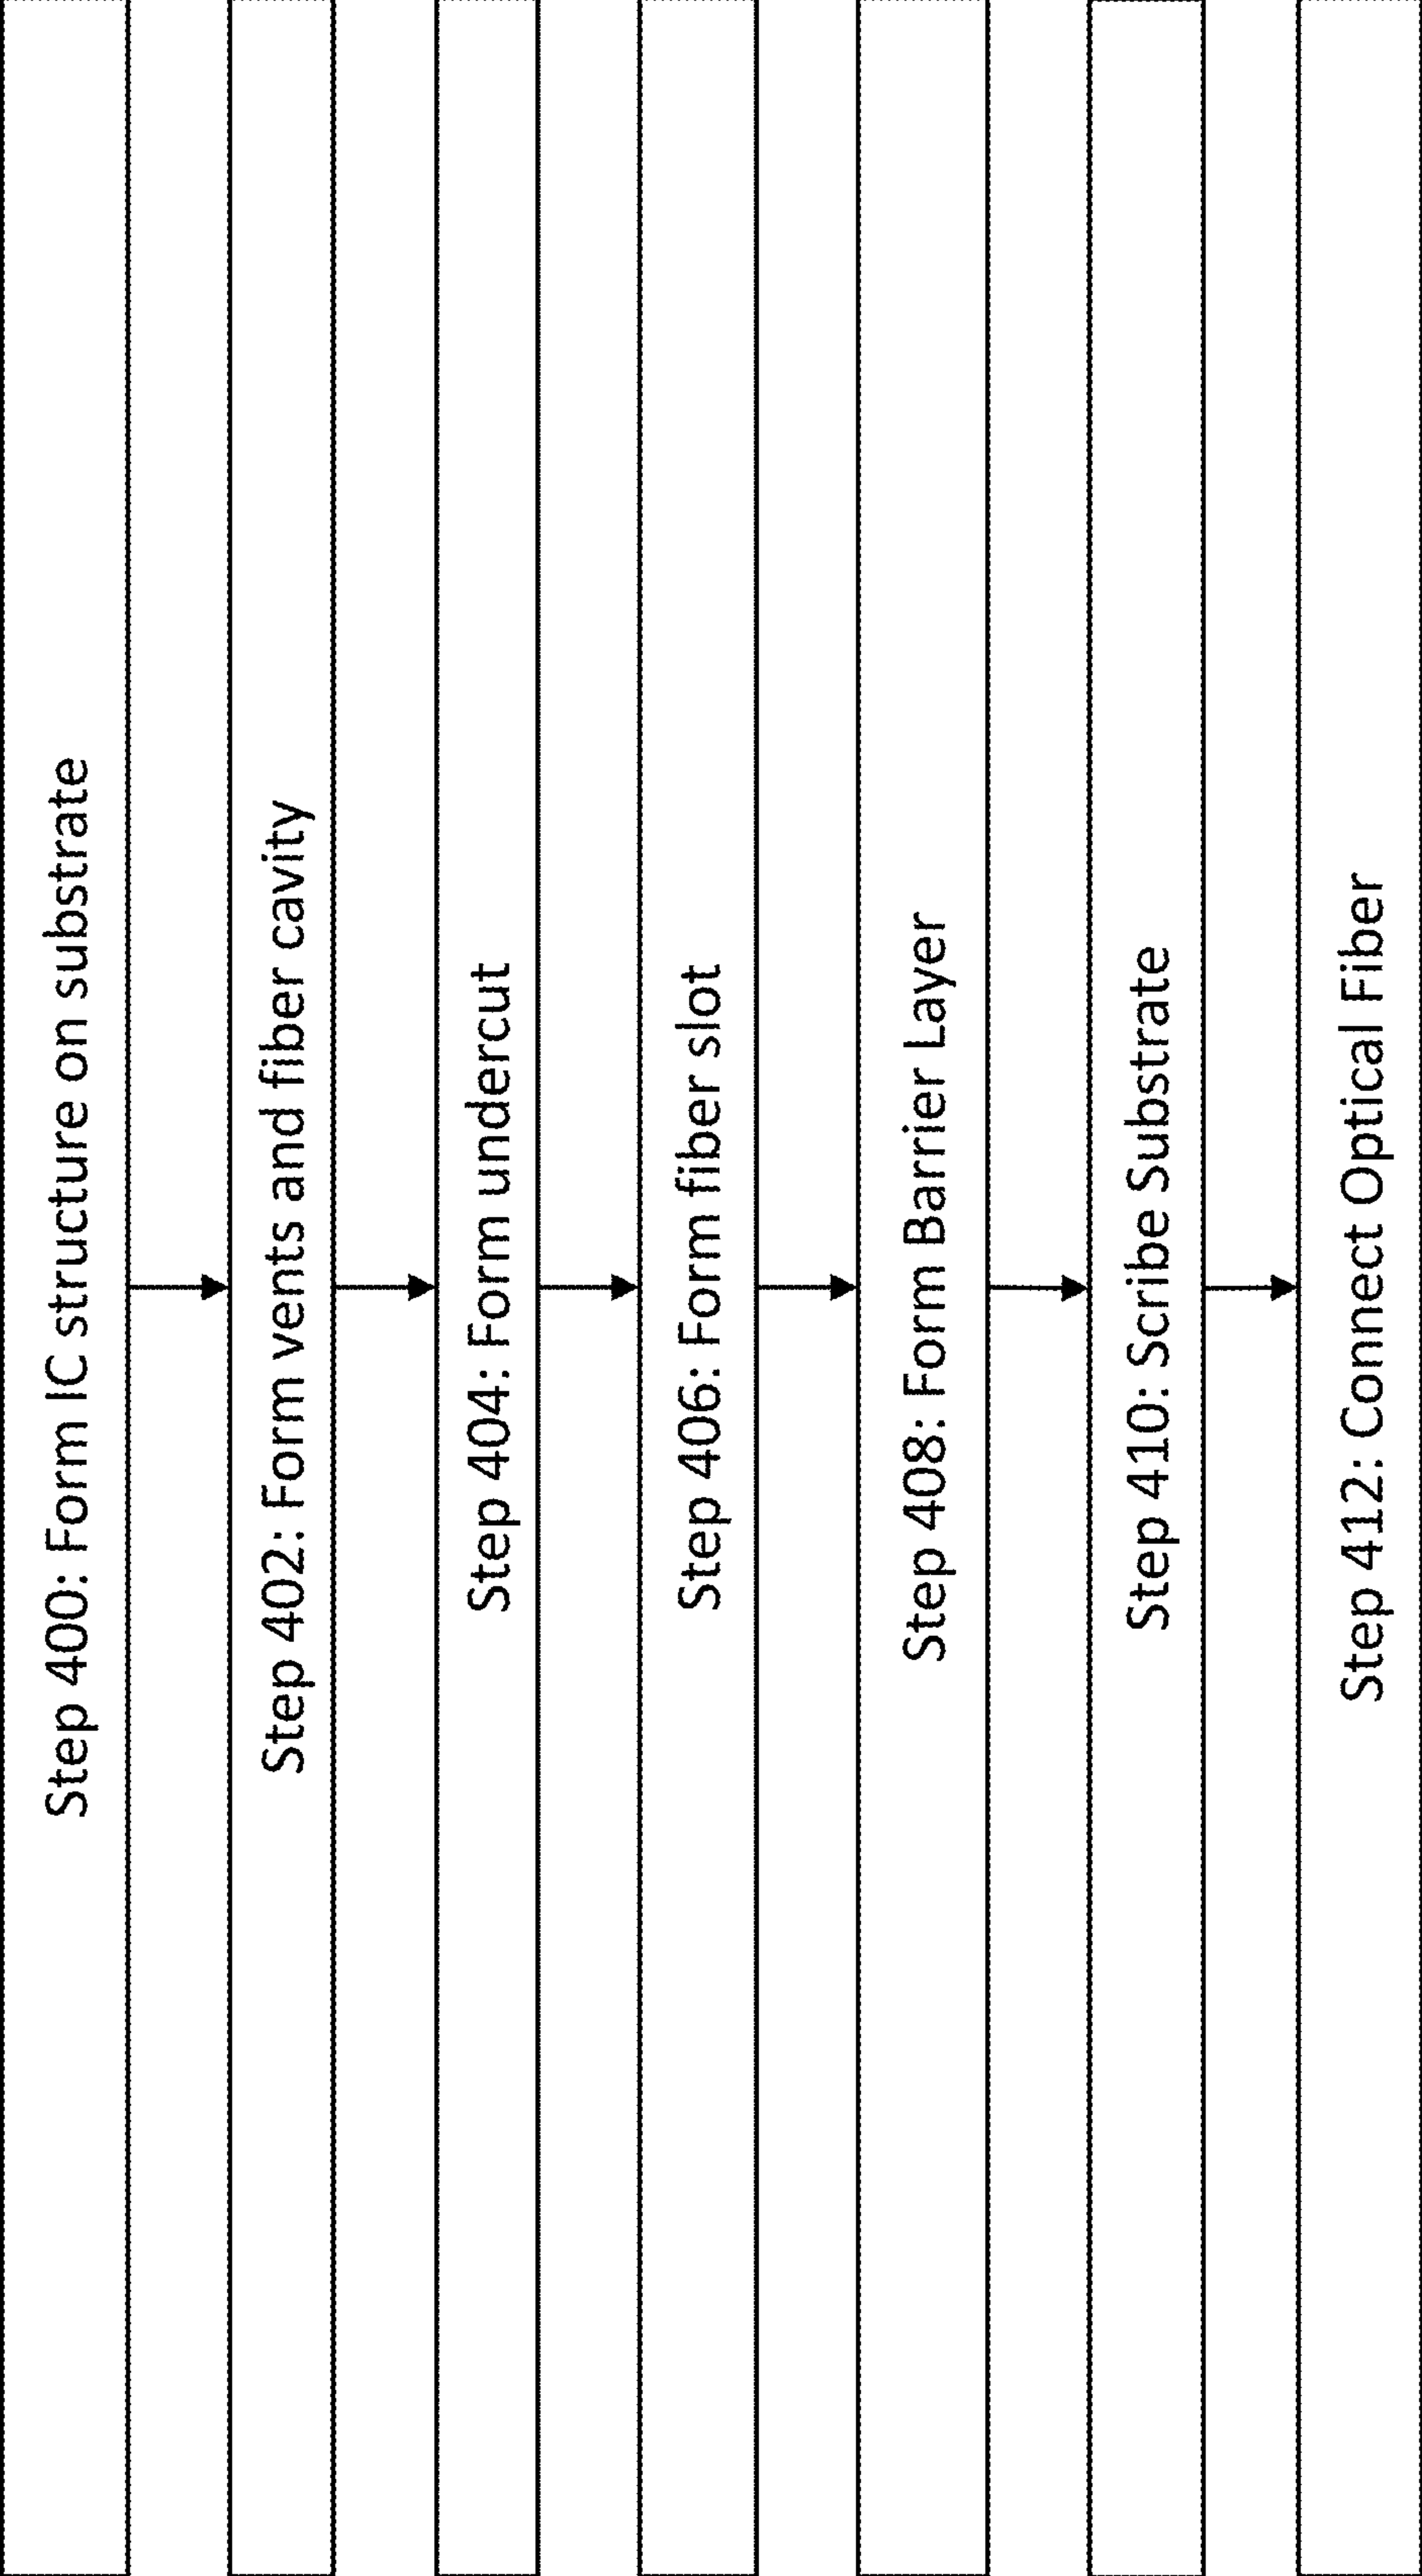 Step 400: Form IC structure on substrate
Step 402: Form vents and fiber cavity
Step 404: Form undercut
Step 406: Form fiber slot
Step 408: Form Barrier Layer
Step 410: Scribe Substrate
Step 412: Connect Optical Fiber